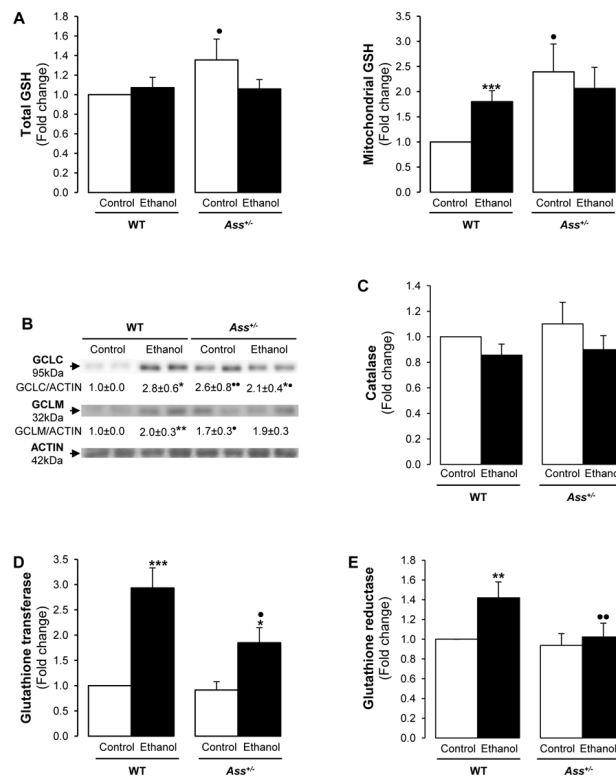 A
Total GSH
(Fold change)
1.8
1.6
1.4
1.2
1.0
0.8
0.6
0.4
0.2
0.0
●
Control Ethanol Control Ethanol
WT Ass+/-
Mitochondrial GSH
(Fold change)
3.5
3.0
2.5
2.0
1.5
1.0
0.5
0.0
***
●
Control Ethanol Control Ethanol
WT Ass+/-
B
WT Ass+/-
Control Ethanol Control Ethanol
GCLC
95kDa
GCLC/ACTIN 1.0±0.0 2.8±0.6* 2.6±0.8●● 2.1±0.4*●
GCLM
32kDa
GCLM/ACTIN 1.0±0.0 2.0±0.3** 1.7±0.3● 1.9±0.3
ACTIN
42kDa
C
Catalase
(Fold change)
1.4
1.2
1.0
0.8
0.6
0.4
0.2
0.0
Control Ethanol Control Ethanol
WT Ass+/-
D
Glutathione transferase
(Fold change)
3.5
3.0
2.5
2.0
1.5
1.0
0.5
0.0
***
●
*
Control Ethanol Control Ethanol
WT Ass+/-
E
Glutathione reductase
(Fold change)
1.8
1.6
1.4
1.2
1.0
0.8
0.6
0.4
0.2
0.0
**
●●
Control Ethanol Control Ethanol
WT Ass+/-